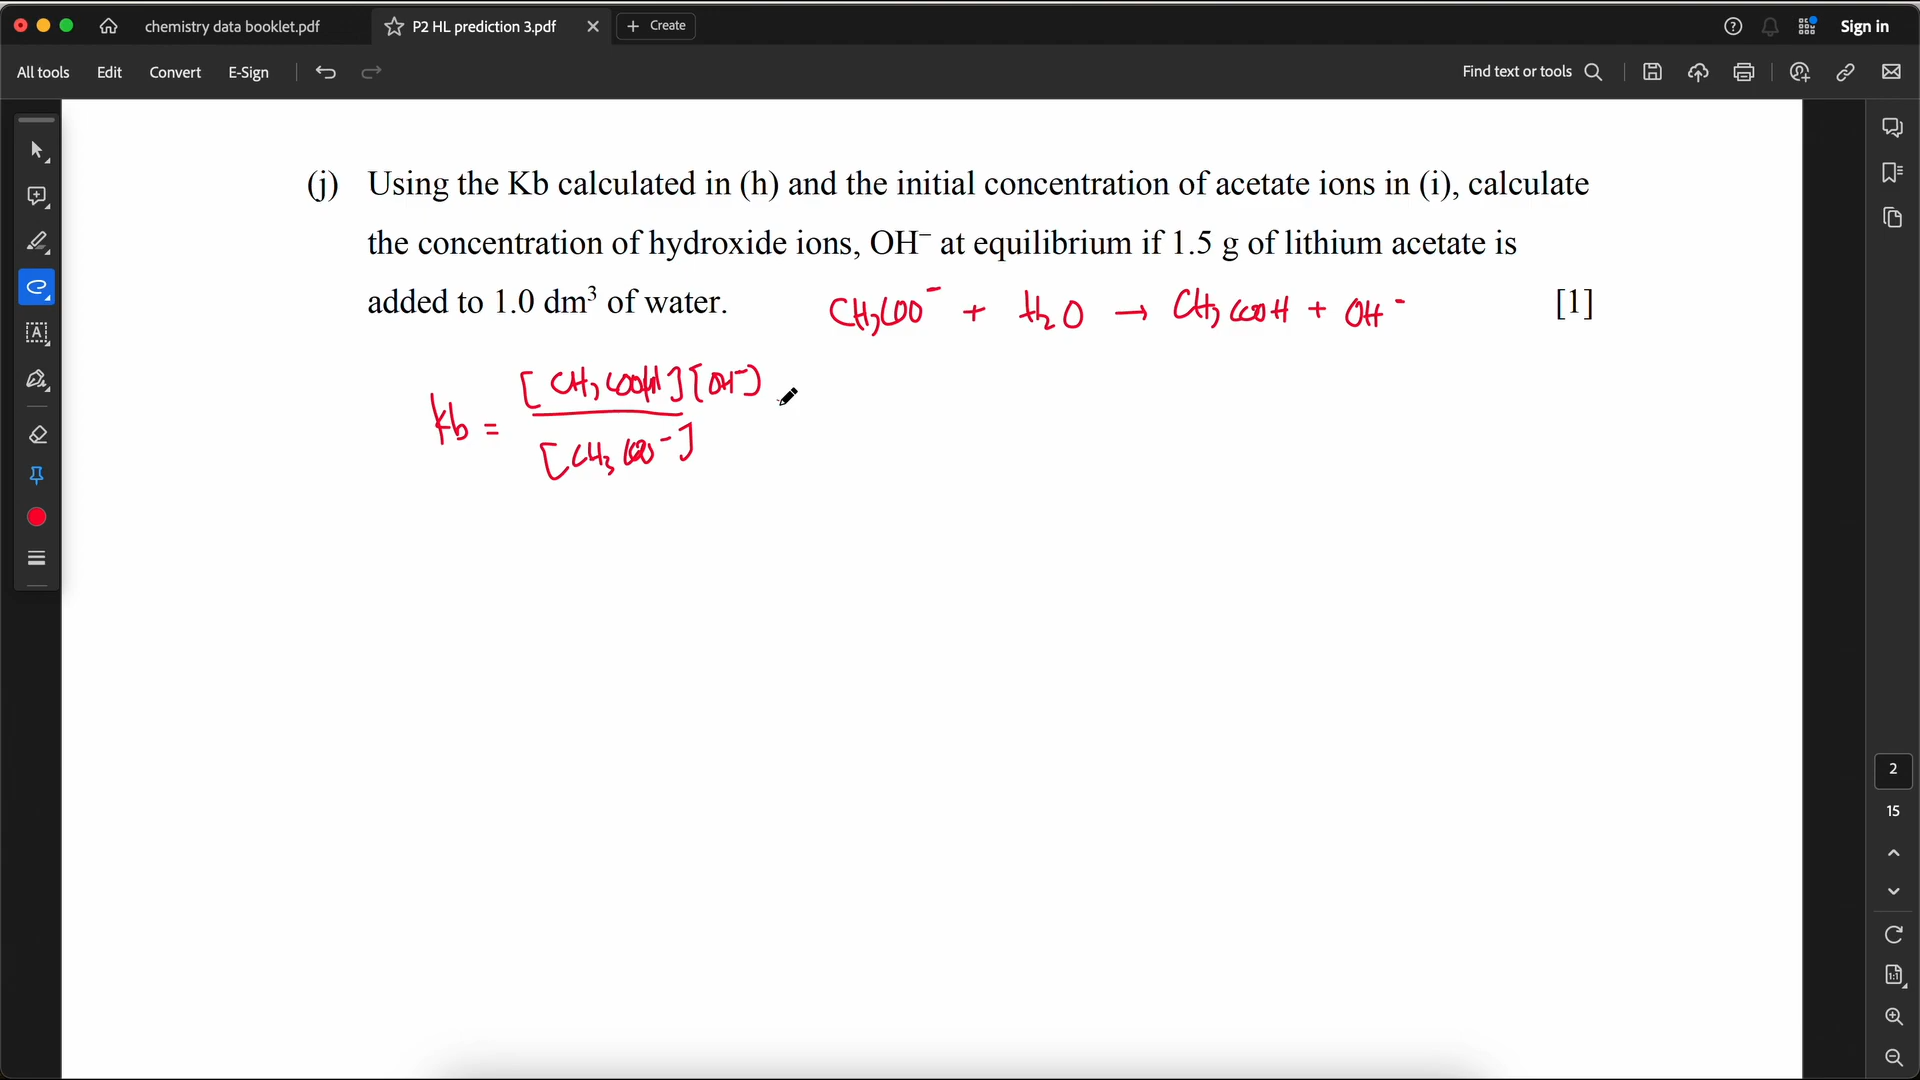 chemistry data booklet.pdf
P2 HL prediction 3.pdf
Create
Sign in
All tools
Edit
Convert
E-Sign
Find text or tools
(j) Using the Kb calculated in (h) and the initial concentration of acetate ions in (i), calculate
the concentration of hydroxide ions, OH⁻ at equilibrium if 1.5 g of lithium acetate is
added to 1.0 dm³ of water. [1]
CH₃COO⁻ + H₂O → CH₃COOH + OH⁻
[CH₃COOH][OH⁻]
kb =
[CH₃COO⁻]
2
15